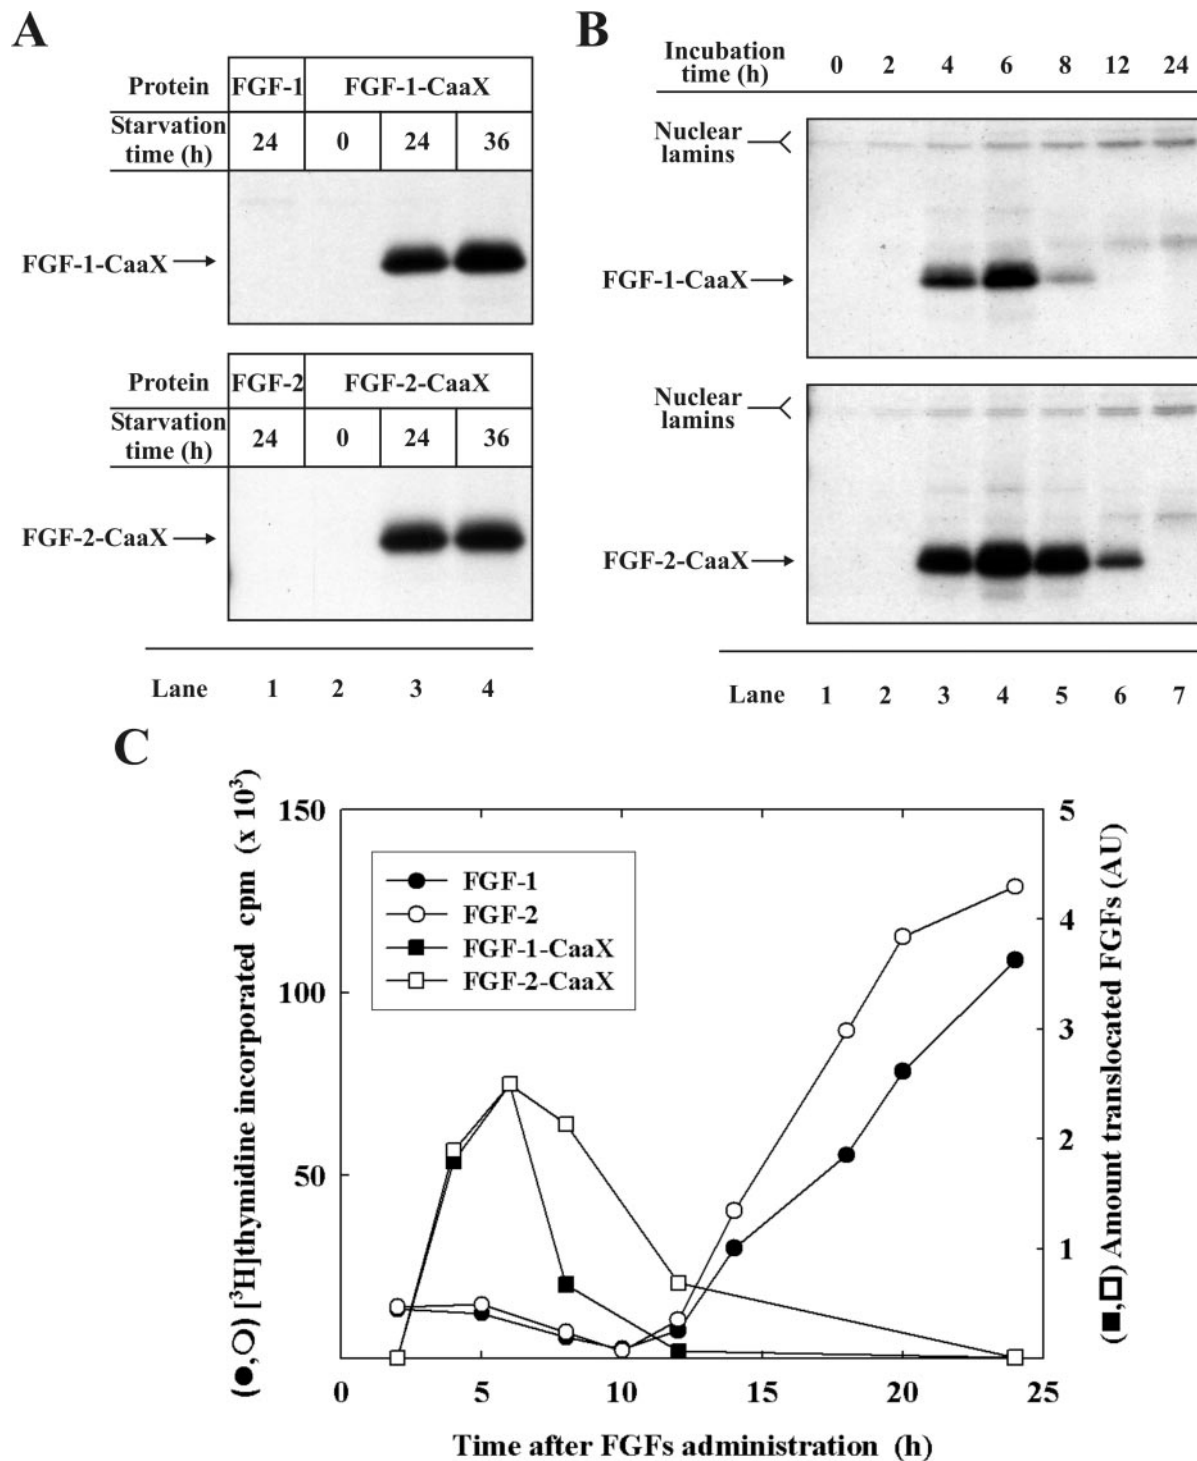 A
Protein FGF-1 FGF-1-CaaX
Starvation
time (h) 24 0 24 36
FGF-1-CaaX
Protein FGF-2 FGF-2-CaaX
Starvation
time (h) 24 0 24 36
FGF-2-CaaX
Lane 1 2 3 4
B
Incubation
time (h) 0 2 4 6 8 12 24
Nuclear
lamins
FGF-1-CaaX
Nuclear
lamins
FGF-2-CaaX
Lane 1 2 3 4 5 6 7
C
(●,○) [³H]thymidine incorporated cpm (x 10³)
150
100
50
FGF-1
FGF-2
FGF-1-CaaX
FGF-2-CaaX
5
4
3
2
1
(■,□) Amount translocated FGFs (AU)
0 5 10 15 20 25
Time after FGFs administration (h)